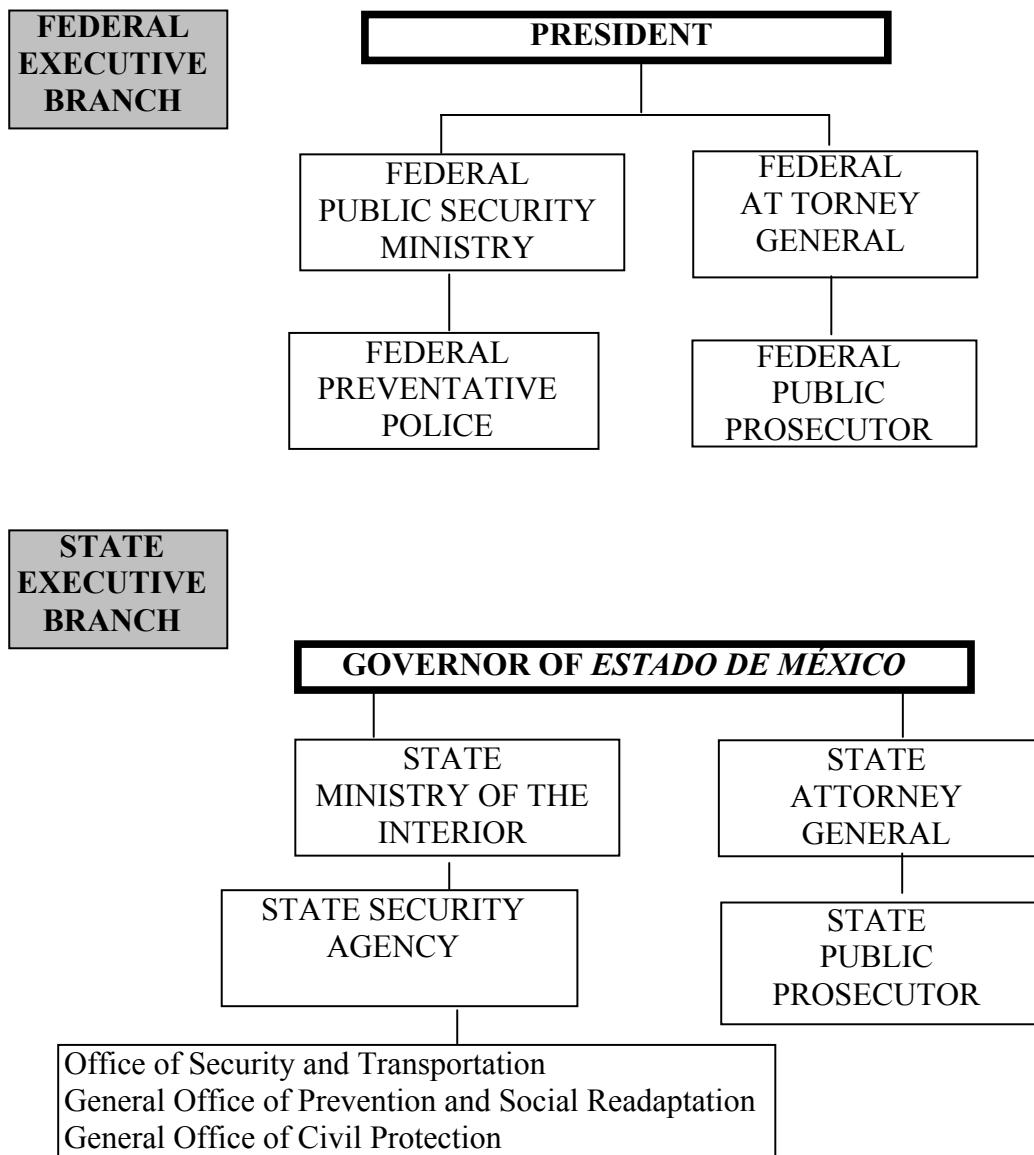 FEDERAL
EXECUTIVE
BRANCH
PRESIDENT
FEDERAL
PUBLIC SECURITY
MINISTRY
FEDERAL
AT TORNEY
GENERAL
FEDERAL
PREVENTATIVE
POLICE
FEDERAL
PUBLIC
PROSECUTOR
STATE
EXECUTIVE
BRANCH
GOVERNOR OF ESTADO DE MÉXICO
STATE
MINISTRY OF THE
INTERIOR
STATE
ATTORNEY
GENERAL
STATE SECURITY
AGENCY
STATE
PUBLIC
PROSECUTOR
Office of Security and Transportation
General Office of Prevention and Social Readaptation
General Office of Civil Protection